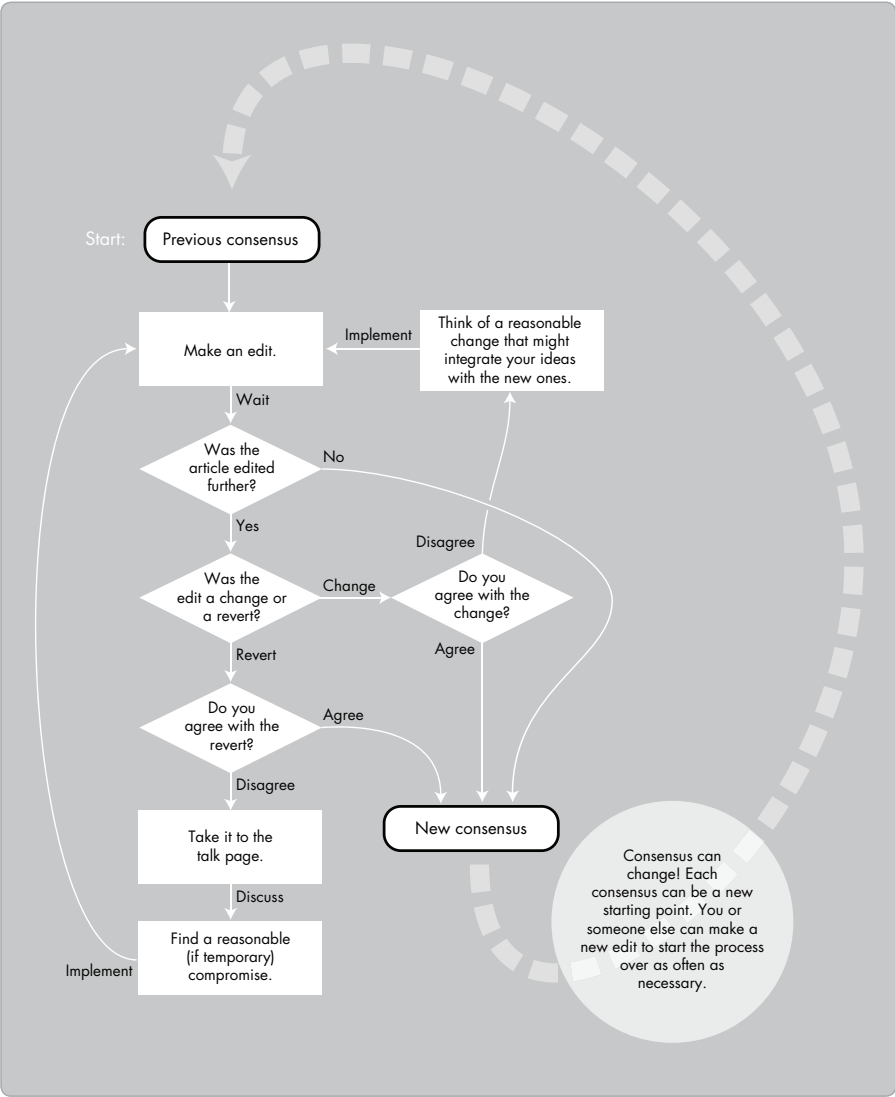 Start:
Previous consensus
Make an edit.
Implement
Think of a reasonable
change that might
integrate your ideas
with the new ones.
Wait
Was the
article edited
further?
No
Yes
Disagree
Was the
edit a change or
a revert?
Change
Do you
agree with the
change?
Revert
Agree
Do you
agree with the
revert?
Agree
Disagree
New consensus
Take it to the
talk page.
Discuss
Find a reasonable
(if temporary)
compromise.
Implement
Consensus can
change! Each
consensus can be a new
starting point. You or
someone else can make a
new edit to start the process
over as often as
necessary.